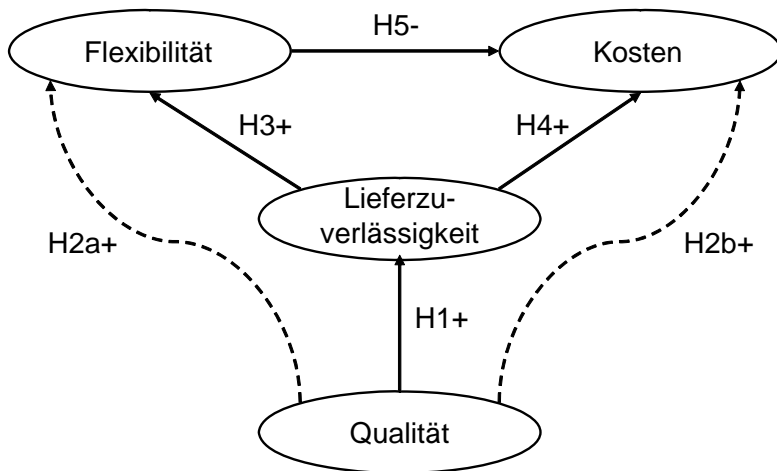 H5-
Flexibilität
Kosten
H3+
H4+
Lieferzu-
verlässigkeit
H2a+
H2b+
H1+
Qualität